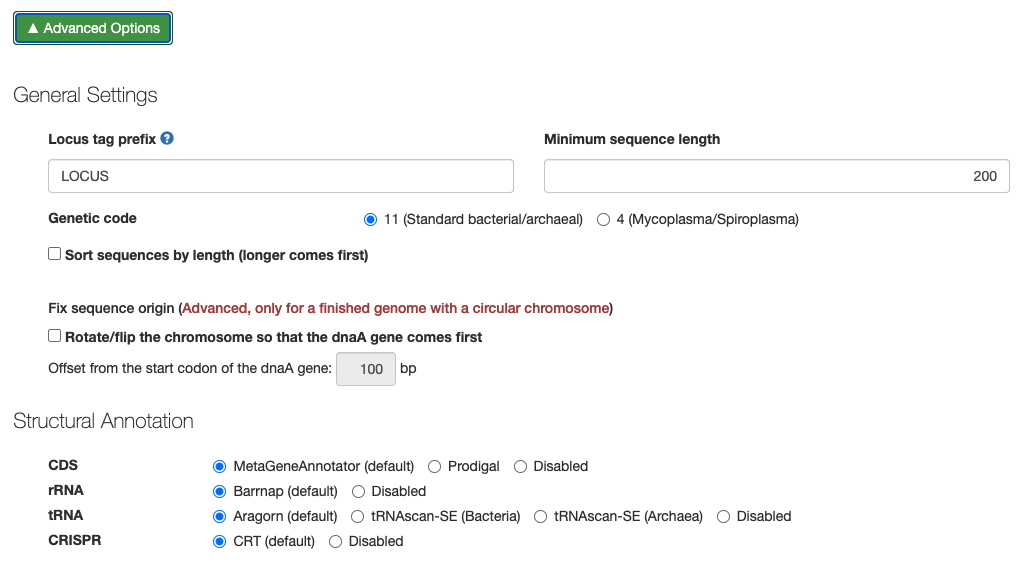 ▲ Advanced Options
General Settings
Locus tag prefix ?
Minimum sequence length
LOCUS
200
Genetic code 11 (Standard bacterial/archaeal) 4 (Mycoplasma/Spiroplasma)
Sort sequences by length (longer comes first)
Fix sequence origin (Advanced, only for a finished genome with a circular chromosome)
Rotate/flip the chromosome so that the dnaA gene comes first
Offset from the start codon of the dnaA gene: 100 bp
Structural Annotation
CDS MetaGeneAnnotator (default) Prodigal Disabled
rRNA Barrnap (default) Disabled
tRNA Aragorn (default) tRNAscan-SE (Bacteria) tRNAscan-SE (Archaea) Disabled
CRISPR CRT (default) Disabled